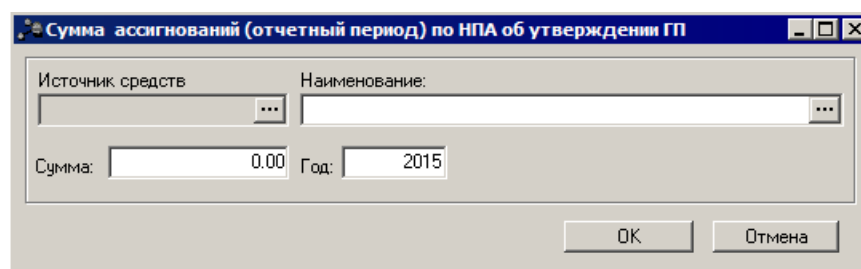 Сумма ассигнований (отчетный период) по НПА об утверждении ГП
Источник средств Наименование:
... ...
Сумма: 0.00 Год: 2015
OK Отмена